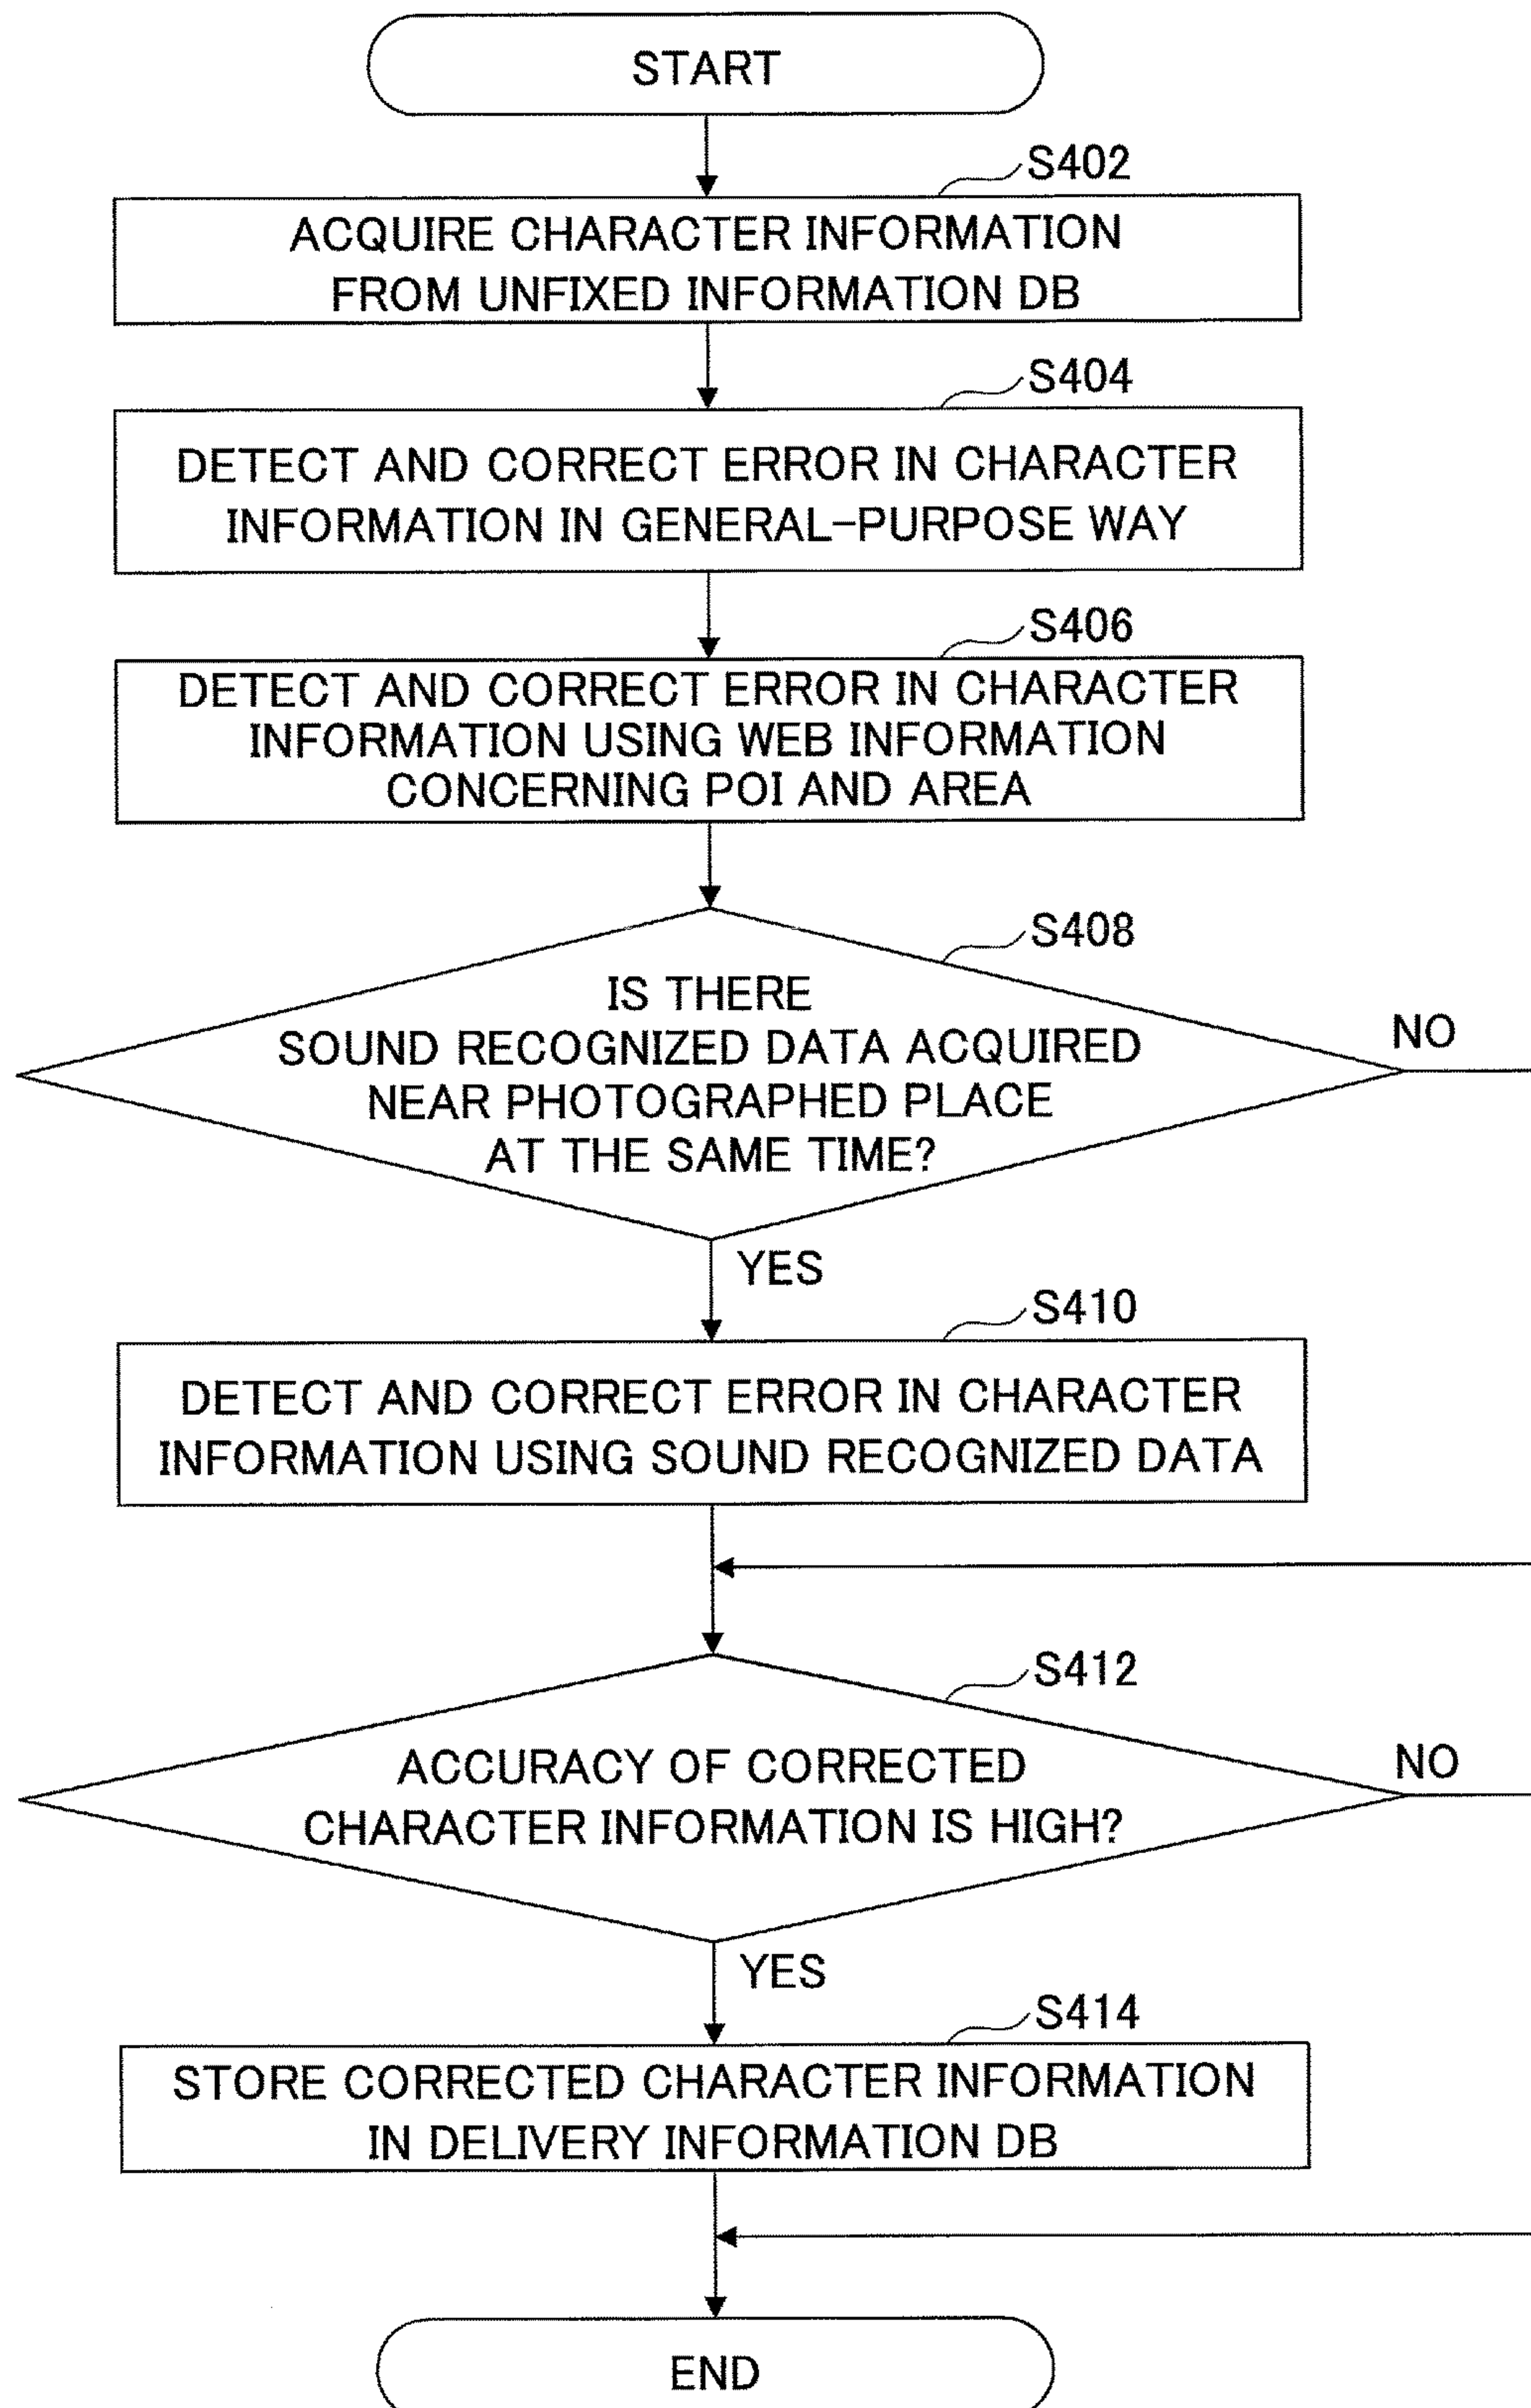 START
S402
ACQUIRE CHARACTER INFORMATION
FROM UNFIXED INFORMATION DB
S404
DETECT AND CORRECT ERROR IN CHARACTER
INFORMATION IN GENERAL-PURPOSE WAY
S406
DETECT AND CORRECT ERROR IN CHARACTER
INFORMATION USING WEB INFORMATION
CONCERNING POI AND AREA
S408
IS THERE
SOUND RECOGNIZED DATA ACQUIRED
NEAR PHOTOGRAPHED PLACE
AT THE SAME TIME?
NO
YES
S410
DETECT AND CORRECT ERROR IN CHARACTER
INFORMATION USING SOUND RECOGNIZED DATA
S412
ACCURACY OF CORRECTED
CHARACTER INFORMATION IS HIGH?
NO
YES
S414
STORE CORRECTED CHARACTER INFORMATION
IN DELIVERY INFORMATION DB
END